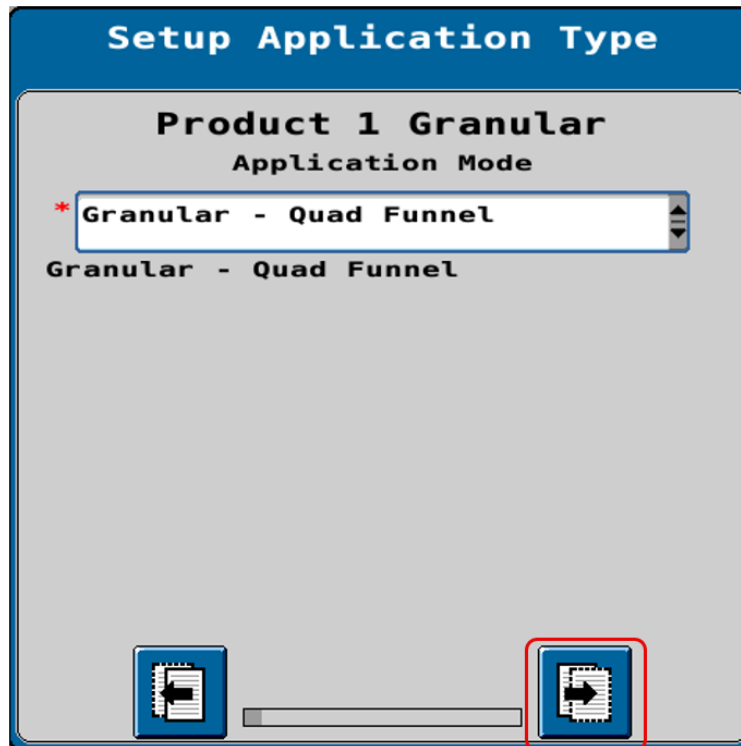 Setup Application Type
Product 1 Granular
Application Mode
* Granular - Quad Funnel
Granular - Quad Funnel